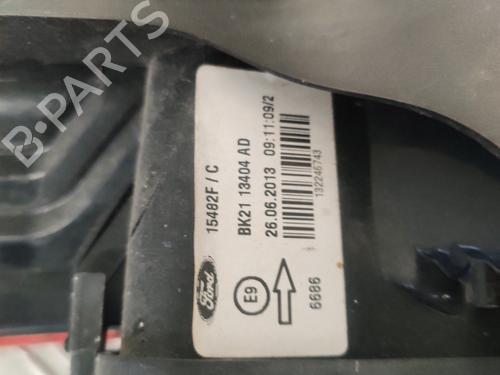 B-PARTS
Ford
15482F / C
BK21 13404 AD
26.06.2013 09:11:09/2
132246743
E9
6686